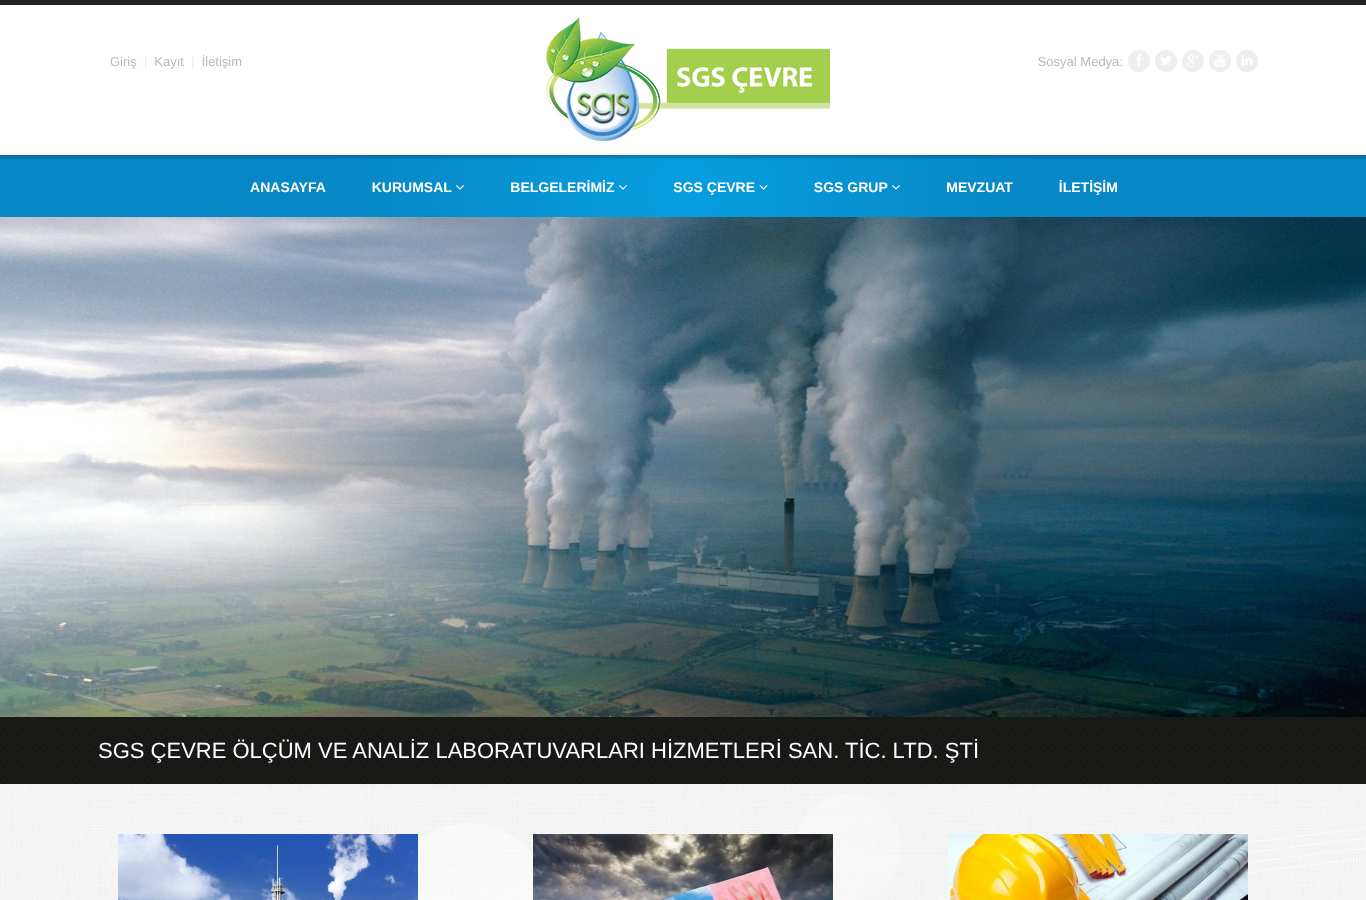 Giriş | Kayıt | İletişim
sgs
SGS ÇEVRE
Sosyal Medya:
ANASAYFA KURUMSAL BELGELERİMİZ SGS ÇEVRE SGS GRUP MEVZUAT İLETİŞİM
SGS ÇEVRE ÖLÇÜM VE ANALİZ LABORATUVARLARI HİZMETLERİ SAN. TİC. LTD. ŞTİ